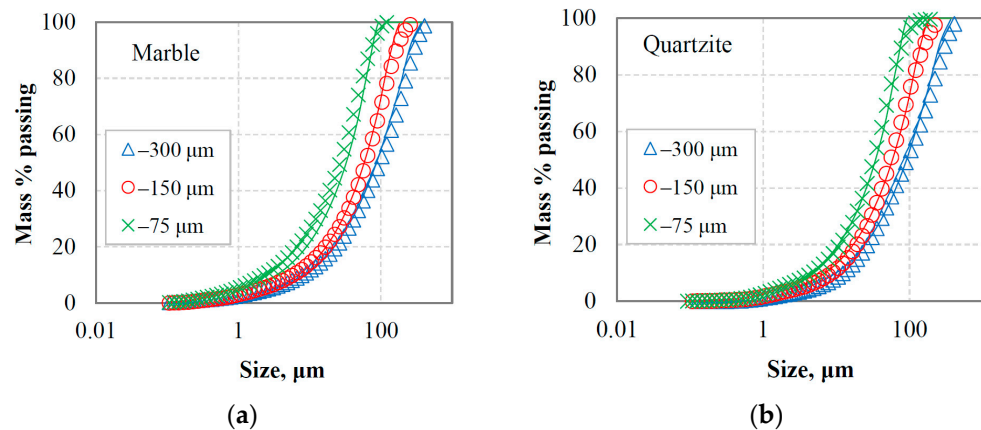 Mass % passing
100
80
60
40
20
0
Marble
–300 µm
–150 µm
–75 µm
0.01
1
100
Size, µm
(a)
Mass % passing
100
80
60
40
20
0
Quartzite
–300 µm
–150 µm
–75 µm
0.01
1
100
Size, µm
(b)